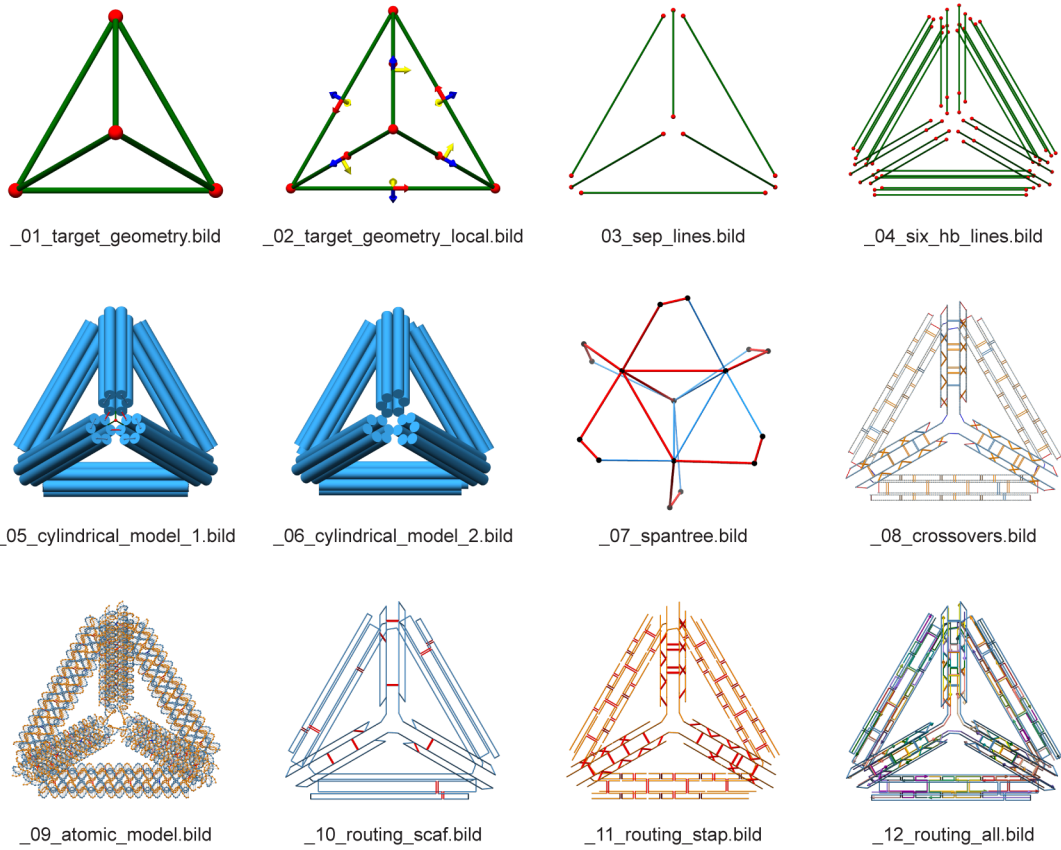 _01_target_geometry.bild
_02_target_geometry_local.bild
03_sep_lines.bild
_04_six_hb_lines.bild
_05_cylindrical_model_1.bild
_06_cylindrical_model_2.bild
_07_spantree.bild
_08_crossovers.bild
_09_atomic_model.bild
_10_routing_scaf.bild
_11_routing_stap.bild
_12_routing_all.bild